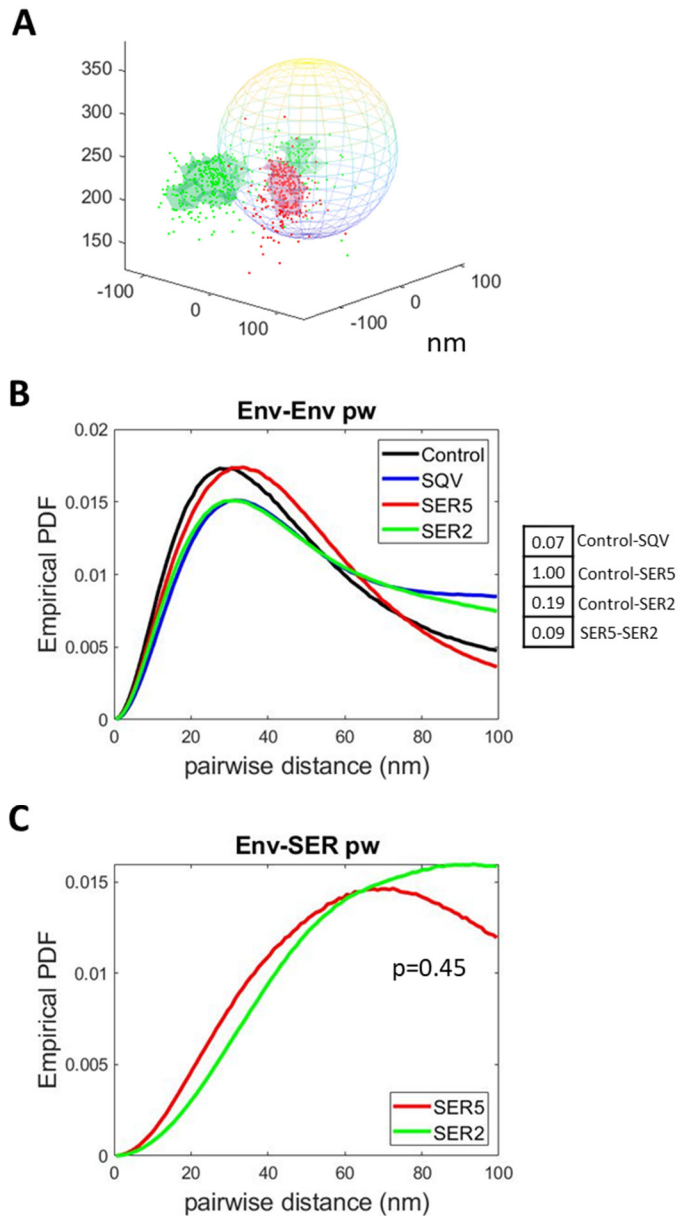 A
350
300
250
200
150
-100
0
100
-100
0
100
nm
B
Env-Env pw
0.02
0.015
0.01
0.005
0
Empirical PDF
Control
SQV
SER5
SER2
0
20
40
60
80
100
pairwise distance (nm)
0.07 Control-SQV
1.00 Control-SER5
0.19 Control-SER2
0.09 SER5-SER2
C
Env-SER pw
0.015
0.01
0.005
0
Empirical PDF
p=0.45
SER5
SER2
0
20
40
60
80
100
pairwise distance (nm)